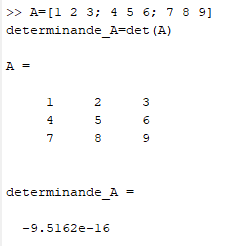 >> A=[1 2 3; 4 5 6; 7 8 9]
determinande_A=det(A)
A =
1 2 3
4 5 6
7 8 9
determinande_A =
-9.5162e-16